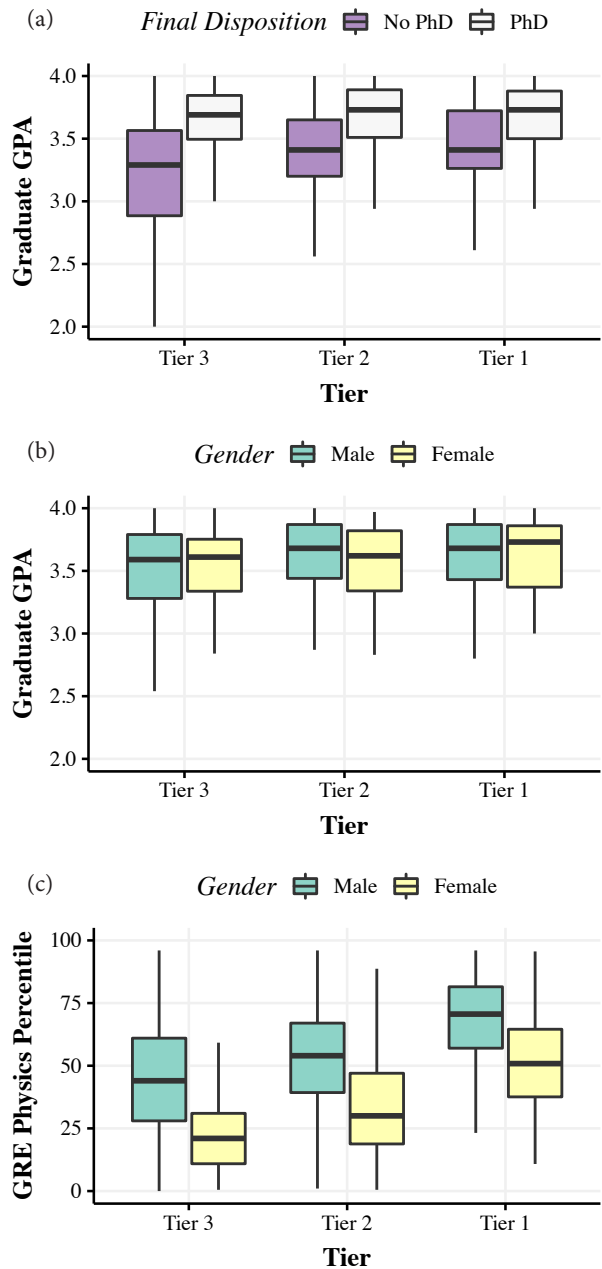 (a)
Final Disposition No PhD PhD
Graduate GPA
4.0
3.5
3.0
2.5
2.0
Tier 3 Tier 2 Tier 1
Tier
(b)
Gender Male Female
Graduate GPA
4.0
3.5
3.0
2.5
2.0
Tier 3 Tier 2 Tier 1
Tier
(c)
Gender Male Female
GRE Physics Percentile
100
75
50
25
0
Tier 3 Tier 2 Tier 1
Tier